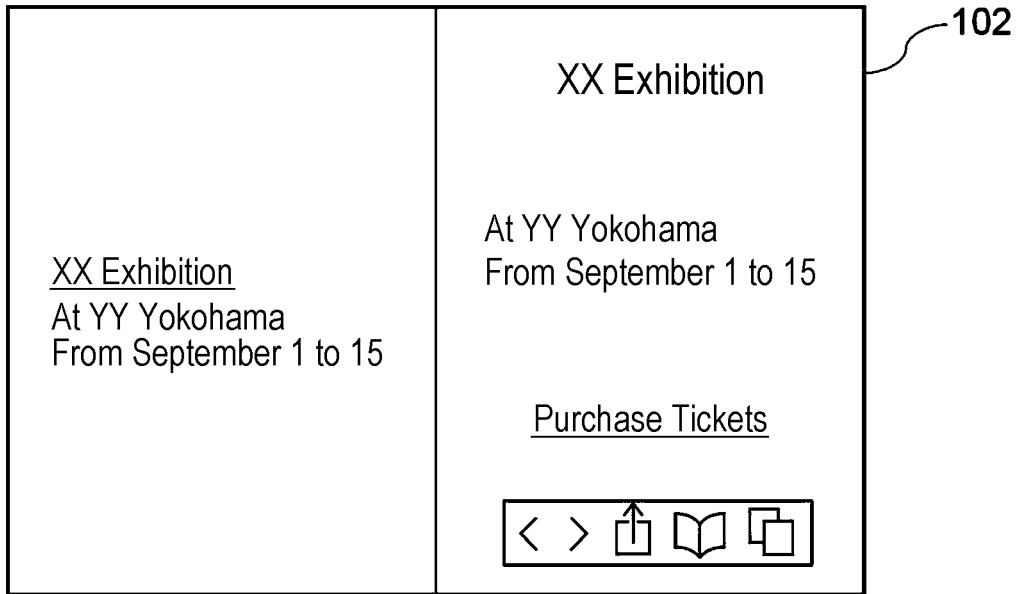 XX Exhibition
At YY Yokohama
From September 1 to 15
XX Exhibition
At YY Yokohama
From September 1 to 15
Purchase Tickets
102